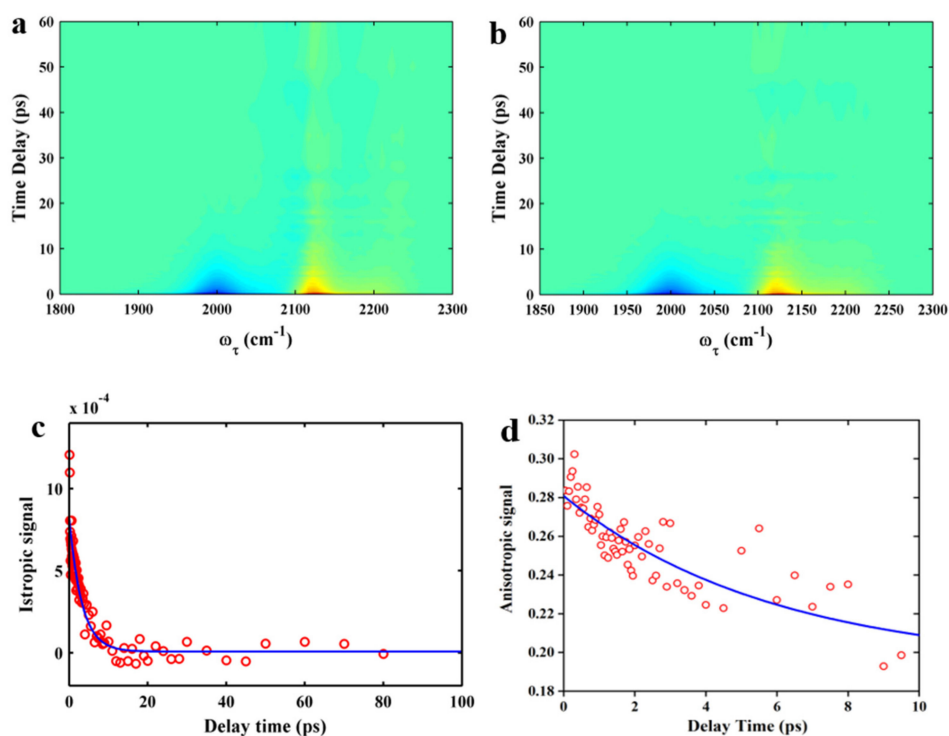 a
60
50
40
30
20
10
0
Time Delay (ps)
1800 1900 2000 2100 2200 2300
ωτ (cm⁻¹)
b
60
50
40
30
20
10
0
Time Delay (ps)
1850 1900 1950 2000 2050 2100 2150 2200 2250 2300
ωτ (cm⁻¹)
x 10⁻⁴
c
10
5
0
Istropic signal
0 20 40 60 80 100
Delay time (ps)
d
0.32
0.30
0.28
0.26
0.24
0.22
0.20
0.18
Anisotropic signal
0 2 4 6 8 10
Delay Time (ps)